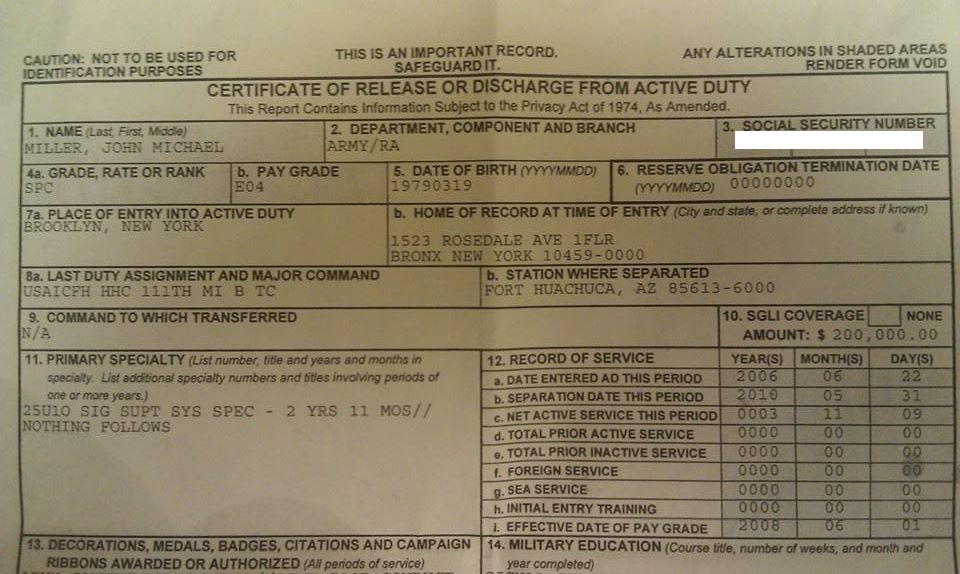 CAUTION: NOT TO BE USED FOR IDENTIFICATION PURPOSES
THIS IS AN IMPORTANT RECORD. SAFEGUARD IT.
ANY ALTERATIONS IN SHADED AREAS RENDER FORM VOID
CERTIFICATE OF RELEASE OR DISCHARGE FROM ACTIVE DUTY
This Report Contains Information Subject to the Privacy Act of 1974, As Amended.
1. NAME (Last, First, Middle)
MILLER, JOHN MICHAEL
2. DEPARTMENT, COMPONENT AND BRANCH
ARMY/RA
3. SOCIAL SECURITY NUMBER
4a. GRADE, RATE OR RANK
SPC
b. PAY GRADE
E04
5. DATE OF BIRTH (YYYYMMDD)
19790319
6. RESERVE OBLIGATION TERMINATION DATE
(YYYYMMDD) 00000000
7a. PLACE OF ENTRY INTO ACTIVE DUTY
BROOKLYN, NEW YORK
b. HOME OF RECORD AT TIME OF ENTRY (City and state, or complete address if known)
1523 ROSEDALE AVE 1FLR
BRONX NEW YORK 10459-0000
8a. LAST DUTY ASSIGNMENT AND MAJOR COMMAND
USAICFH HHC 111TH MI B TC
b. STATION WHERE SEPARATED
FORT HUACHUCA, AZ 85613-6000
9. COMMAND TO WHICH TRANSFERRED
N/A
10. SGLI COVERAGE NONE
AMOUNT: $ 200,000.00
11. PRIMARY SPECIALTY (List number, title and years and months in
specialty. List additional specialty numbers and titles involving periods of
one or more years.)
25U10 SIG SUPT SYS SPEC - 2 YRS 11 MOS//
NOTHING FOLLOWS
12. RECORD OF SERVICE YEAR(S) MONTH(S) DAY(S)
a. DATE ENTERED AD THIS PERIOD 2006 06 22
b. SEPARATION DATE THIS PERIOD 2010 05 31
c. NET ACTIVE SERVICE THIS PERIOD 0003 11 09
d. TOTAL PRIOR ACTIVE SERVICE 0000 00 00
e. TOTAL PRIOR INACTIVE SERVICE 0000 00 00
f. FOREIGN SERVICE 0000 00 00
g. SEA SERVICE 0000 00 00
h. INITIAL ENTRY TRAINING 0000 00 00
i. EFFECTIVE DATE OF PAY GRADE 2008 06 01
13. DECORATIONS, MEDALS, BADGES, CITATIONS AND CAMPAIGN
RIBBONS AWARDED OR AUTHORIZED (All periods of service)
14. MILITARY EDUCATION (Course title, number of weeks, and month and
year completed)